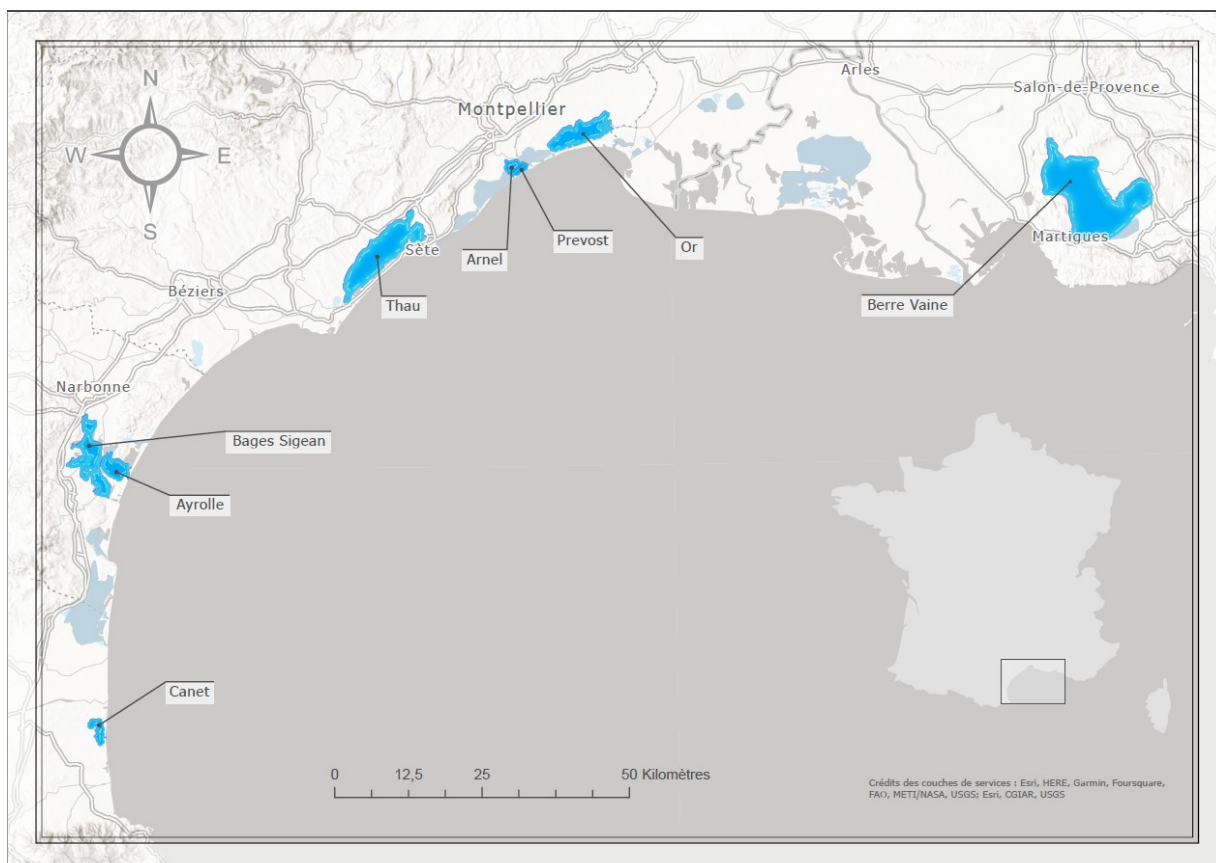 N
W
E
S
Montpellier
Arles
Salon-de-Provence
Arnel
Prevost
Or
Sète
Martigues
Thau
Béziers
Berre Vaine
Narbonne
Bages Sigean
Ayrolle
Canet
0 12,5 25 50 Kilomètres
Crédits des couches de services : Esri, HERE, Garmin, Foursquare,
FAO, METI/NASA, USGS; Esri, CGIAR, USGS